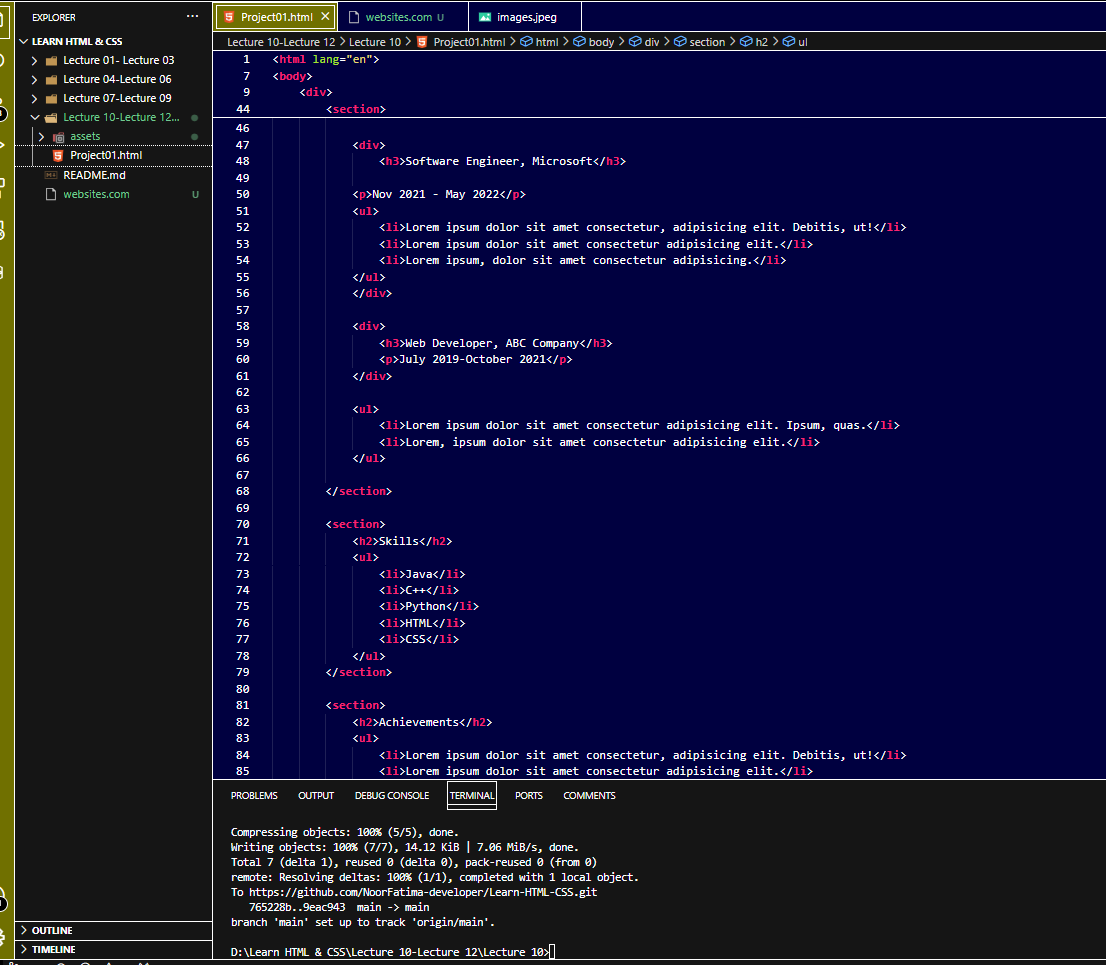 EXPLORER
LEARN HTML & CSS
Lecture 01- Lecture 03
Lecture 04-Lecture 06
Lecture 07-Lecture 09
Lecture 10-Lecture 12...
assets
Project01.html
README.md
websites.com U
OUTLINE
TIMELINE
Project01.html websites.com U images.jpeg
Lecture 10-Lecture 12 > Lecture 10 > Project01.html > html > body > div > section > h2 > ul
1 <html lang="en">
7 <body>
9 <div>
44 <section>
46
47 <div>
48 <h3>Software Engineer, Microsoft</h3>
49
50 <p>Nov 2021 - May 2022</p>
51 <ul>
52 <li>Lorem ipsum dolor sit amet consectetur, adipisicing elit. Debitis, ut!</li>
53 <li>Lorem ipsum dolor sit amet consectetur adipisicing elit.</li>
54 <li>Lorem ipsum, dolor sit amet consectetur adipisicing.</li>
55 </ul>
56 </div>
57
58 <div>
59 <h3>Web Developer, ABC Company</h3>
60 <p>July 2019-October 2021</p>
61 </div>
62
63 <ul>
64 <li>Lorem ipsum dolor sit amet consectetur adipisicing elit. Ipsum, quas.</li>
65 <li>Lorem, ipsum dolor sit amet consectetur adipisicing elit.</li>
66 </ul>
67
68 </section>
69
70 <section>
71 <h2>Skills</h2>
72 <ul>
73 <li>Java</li>
74 <li>C++</li>
75 <li>Python</li>
76 <li>HTML</li>
77 <li>CSS</li>
78 </ul>
79 </section>
80
81 <section>
82 <h2>Achievements</h2>
83 <ul>
84 <li>Lorem ipsum dolor sit amet consectetur, adipisicing elit. Debitis, ut!</li>
85 <li>Lorem ipsum dolor sit amet consectetur adipisicing elit.</li>
PROBLEMS OUTPUT DEBUG CONSOLE TERMINAL PORTS COMMENTS
Compressing objects: 100% (5/5), done.
Writing objects: 100% (7/7), 14.12 KiB | 7.06 MiB/s, done.
Total 7 (delta 1), reused 0 (delta 0), pack-reused 0 (from 0)
remote: Resolving deltas: 100% (1/1), completed with 1 local object.
To https://github.com/NoorFatima-developer/Learn-HTML-CSS.git
765228b..9eac943 main -> main
branch 'main' set up to track 'origin/main'.
D:\Learn HTML & CSS\Lecture 10-Lecture 12\Lecture 10>